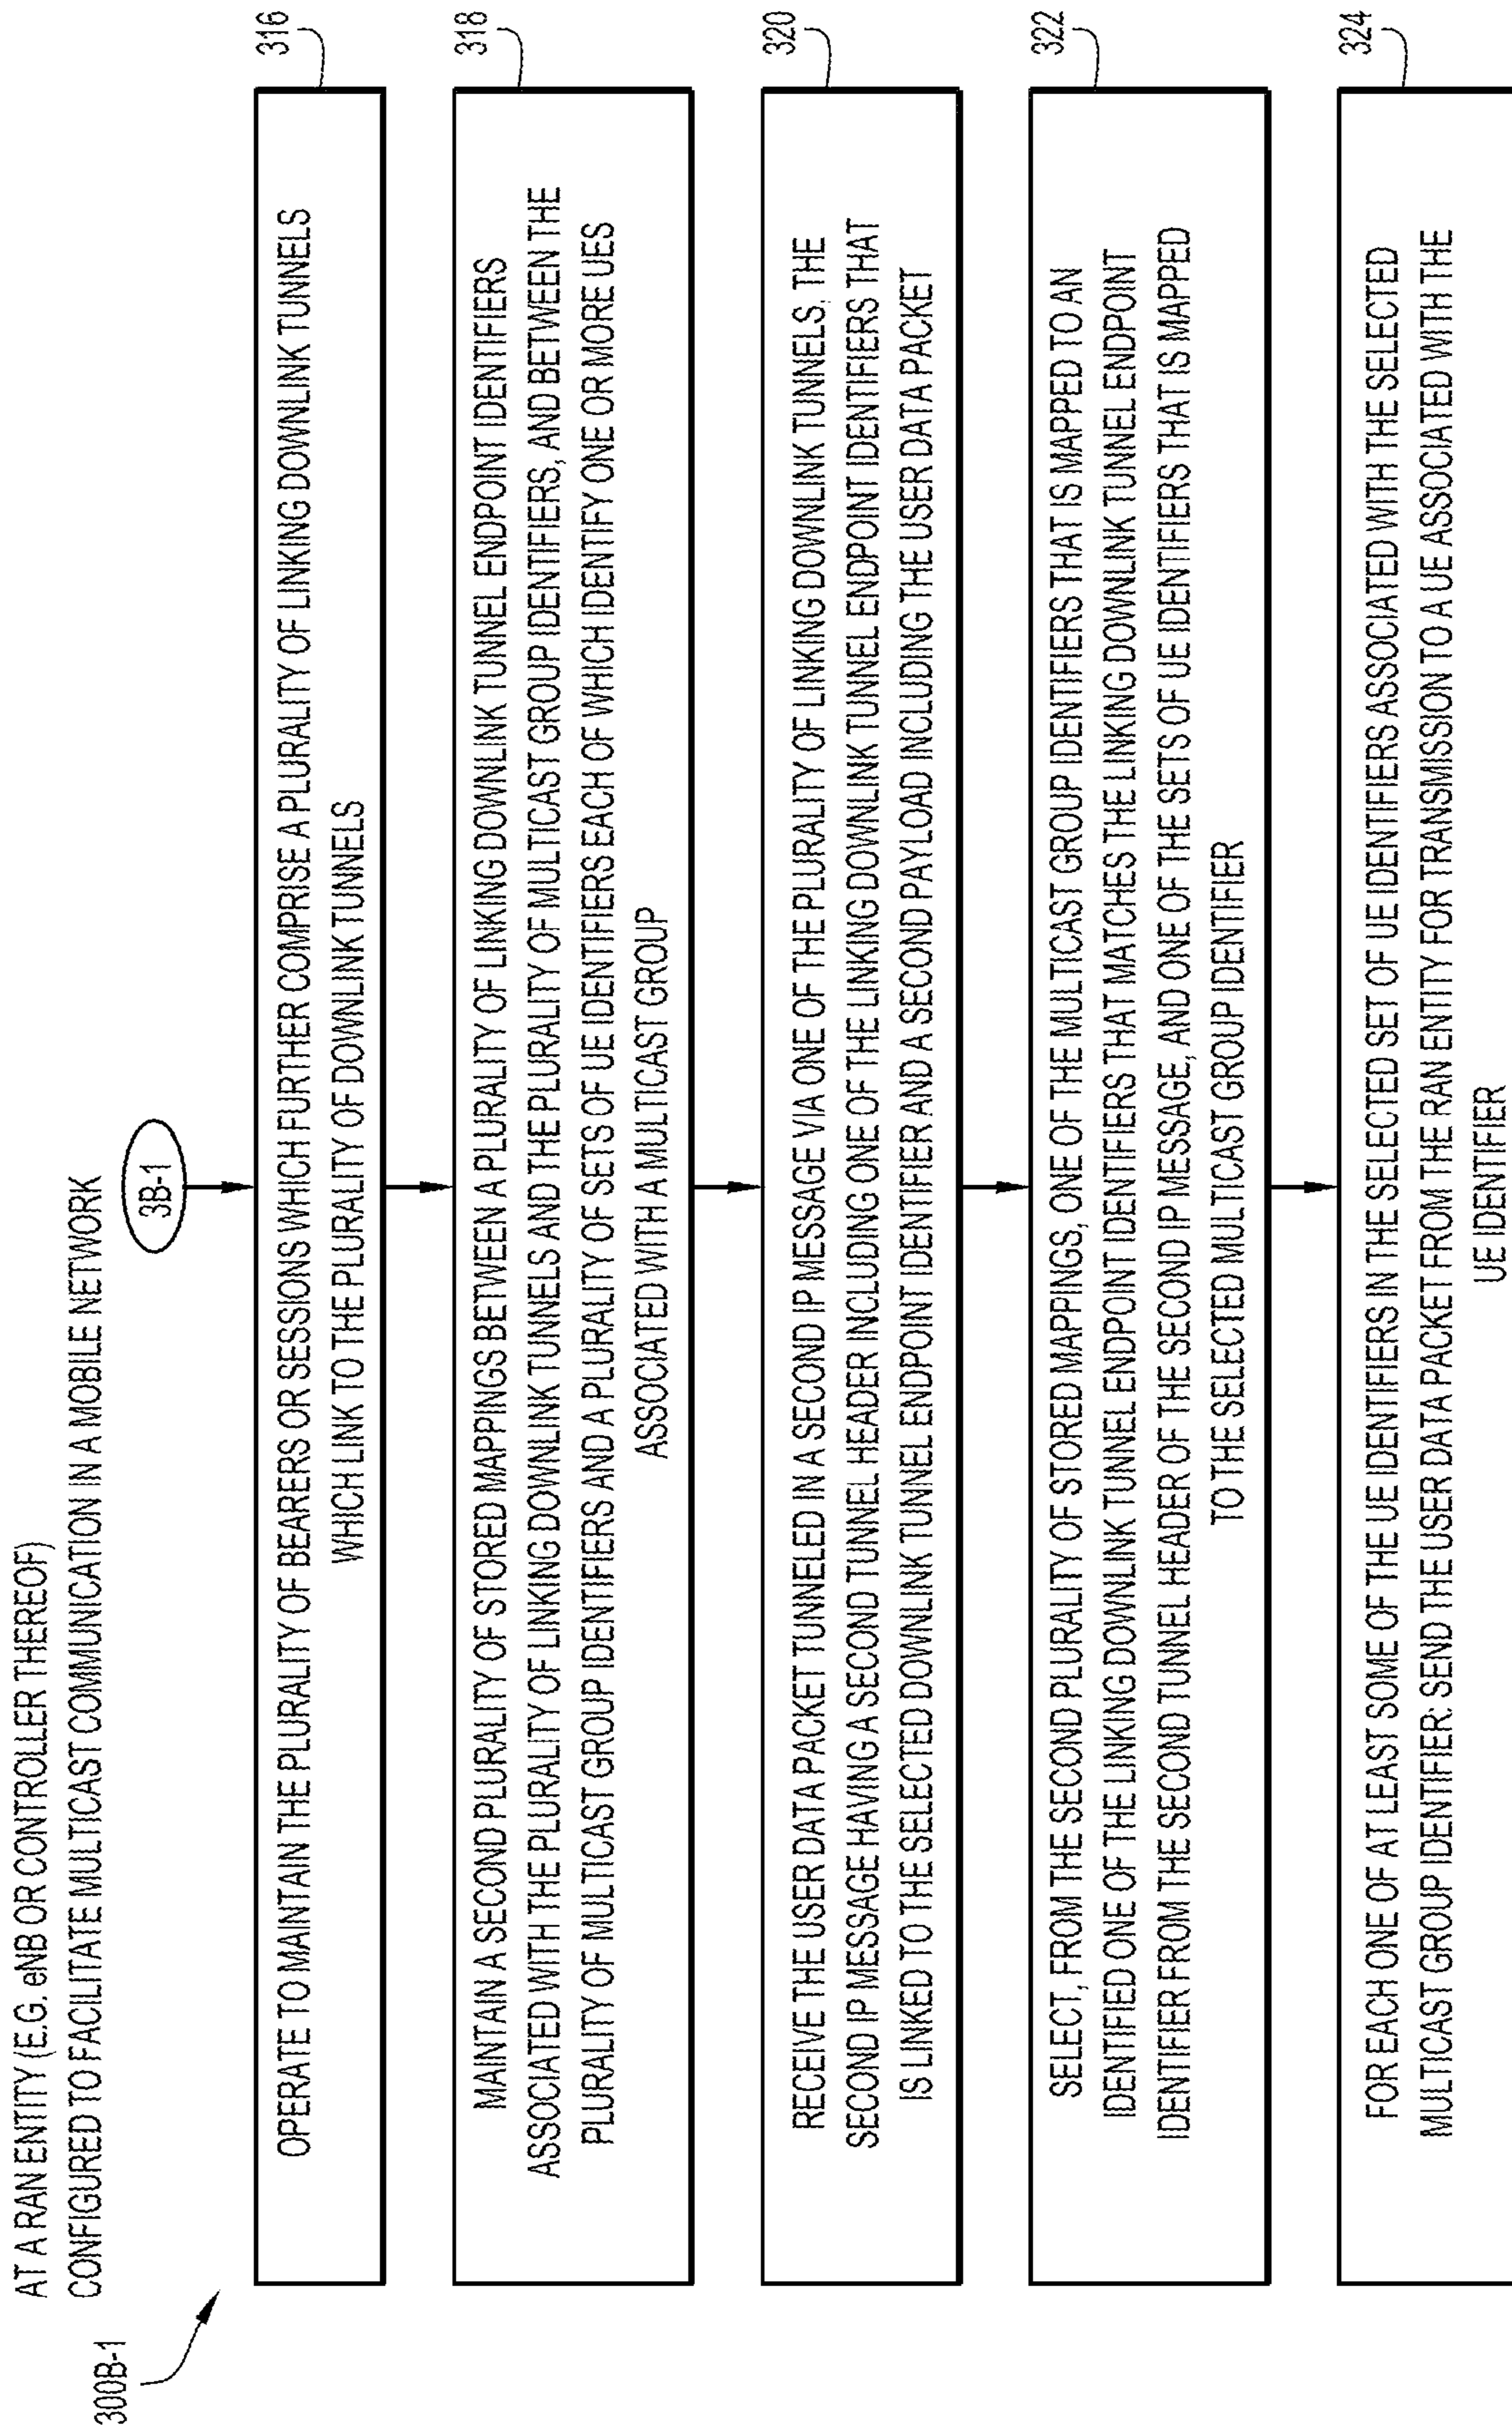 AT A RAN ENTITY (E.G. eNB OR CONTROLLER THEREOF)
CONFIGURED TO FACILITATE MULTICAST COMMUNICATION IN A MOBILE NETWORK
300B-1
3B-1
316
OPERATE TO MAINTAIN THE PLURALITY OF BEARERS OR SESSIONS WHICH FURTHER COMPRISE A PLURALITY OF LINKING DOWNLINK TUNNELS
WHICH LINK TO THE PLURALITY OF DOWNLINK TUNNELS
318
MAINTAIN A SECOND PLURALITY OF STORED MAPPINGS BETWEEN A PLURALITY OF LINKING DOWNLINK TUNNEL ENDPOINT IDENTIFIERS
ASSOCIATED WITH THE PLURALITY OF LINKING DOWNLINK TUNNELS AND THE PLURALITY OF MULTICAST GROUP IDENTIFIERS, AND BETWEEN THE
PLURALITY OF MULTICAST GROUP IDENTIFIERS AND A PLURALITY OF SETS OF UE IDENTIFIERS EACH OF WHICH IDENTIFY ONE OR MORE UES
ASSOCIATED WITH A MULTICAST GROUP
320
RECEIVE THE USER DATA PACKET TUNNELED IN A SECOND IP MESSAGE VIA ONE OF THE PLURALITY OF LINKING DOWNLINK TUNNELS, THE
SECOND IP MESSAGE HAVING A SECOND TUNNEL HEADER INCLUDING ONE OF THE LINKING DOWNLINK TUNNEL ENDPOINT IDENTIFIERS THAT
IS LINKED TO THE SELECTED DOWNLINK TUNNEL ENDPOINT IDENTIFIER AND A SECOND PAYLOAD INCLUDING THE USER DATA PACKET
322
SELECT, FROM THE SECOND PLURALITY OF STORED MAPPINGS, ONE OF THE MULTICAST GROUP IDENTIFIERS THAT IS MAPPED TO AN
IDENTIFIED ONE OF THE LINKING DOWNLINK TUNNEL ENDPOINT IDENTIFIERS THAT MATCHES THE LINKING DOWNLINK TUNNEL ENDPOINT
IDENTIFIER FROM THE SECOND TUNNEL HEADER OF THE SECOND IP MESSAGE, AND ONE OF THE SETS OF UE IDENTIFIERS THAT IS MAPPED
TO THE SELECTED MULTICAST GROUP IDENTIFIER
324
FOR EACH ONE OF AT LEAST SOME OF THE UE IDENTIFIERS IN THE SELECTED SET OF UE IDENTIFIERS ASSOCIATED WITH THE SELECTED
MULTICAST GROUP IDENTIFIER: SEND THE USER DATA PACKET FROM THE RAN ENTITY FOR TRANSMISSION TO A UE ASSOCIATED WITH THE
UE IDENTIFIER